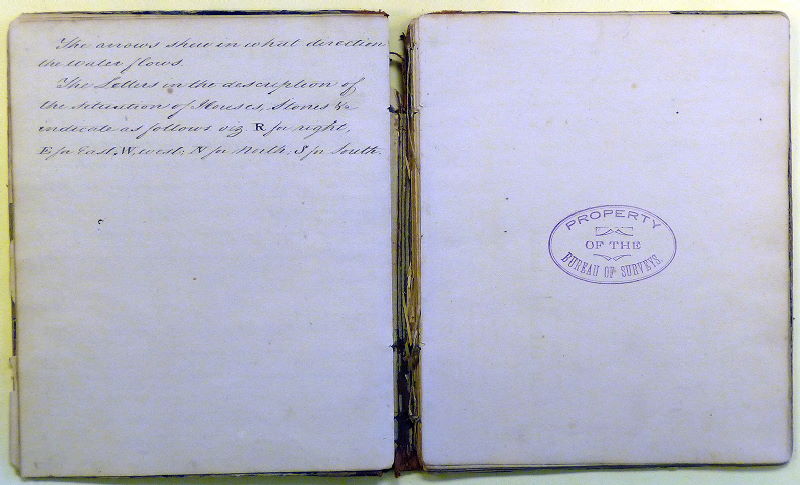 The arrows shew in what direction
the water flows
The Letters in the description of
the situation of Houses, Stones &c
indicate as follows viz R for right,
E for East, W, west, N for North, S for South.
PROPERTY
OF THE
BUREAU OF SURVEYS.